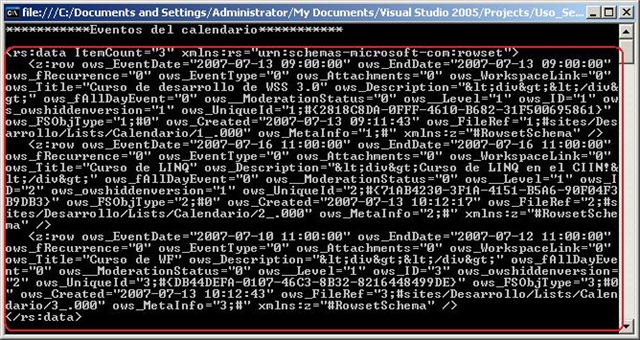 file:///C:/Documents and Settings/Administrator/My Documents/Visual Studio 2005/Projects/Uso_Se...
***********Eventos del calendario***********
<rs:data ItemCount="3" xmlns:rs="urn:schemas-microsoft-com:rowset">
<z:row ows_EventDate="2007-07-13 09:00:00" ows_EndDate="2007-07-13 09:00:00"
ows_fRecurrence="0" ows_EventType="0" ows_Attachments="0" ows_WorkspaceLink="0"
ows_Title="Curso de desarrollo de WSS 3.0" ows_Description="&lt;div&gt;&lt;/div&
gt;" ows_fAllDayEvent="0" ows__ModerationStatus="0" ows__Level="1" ows_ID="1" ow
s_owshiddenversion="1" ows_UniqueId="1;#{2818C8DA-0FFF-4610-B682-31F500695861}"
ows_FSObjType="1;#0" ows_Created="2007-07-13 09:11:43" ows_FileRef="1;#sites/Des
arrollo/Lists/Calendario/1_.000" ows_MetaInfo="1;#" xmlns:z="#RowsetSchema" />
<z:row ows_EventDate="2007-07-16 11:00:00" ows_EndDate="2007-07-16 11:00:00"
ows_fRecurrence="0" ows_EventType="0" ows_Attachments="0" ows_WorkspaceLink="0"
ows_Title="Curso de LINQ" ows_Description="&lt;div&gt;Curso de LINQ en el CIIN!&
lt;/div&gt;" ows_fAllDayEvent="0" ows__ModerationStatus="0" ows__Level="1" ows_I
D="2" ows_owshiddenversion="1" ows_UniqueId="2;#{71AB4230-3F1A-4151-B5A6-90F04F3
B9DB3}" ows_FSObjType="2;#0" ows_Created="2007-07-13 10:12:17" ows_FileRef="2;#s
ites/Desarrollo/Lists/Calendario/2_.000" ows_MetaInfo="2;#" xmlns:z="#RowsetSche
ma" />
<z:row ows_EventDate="2007-07-10 11:00:00" ows_EndDate="2007-07-12 11:00:00"
ows_fRecurrence="0" ows_EventType="0" ows_Attachments="0" ows_WorkspaceLink="0"
ows_Title="Curso de WF" ows_Description="&lt;div&gt;&lt;/div&gt;" ows_fAllDayEve
nt="0" ows__ModerationStatus="0" ows__Level="1" ows_ID="3" ows_owshiddenversion=
"2" ows_UniqueId="3;#{DB44DEFA-0107-46C3-8B32-8216448499DE}" ows_FSObjType="3;#0
" ows_Created="2007-07-13 10:12:43" ows_FileRef="3;#sites/Desarrollo/Lists/Calen
dario/3_.000" ows_MetaInfo="3;#" xmlns:z="#RowsetSchema" />
</rs:data>